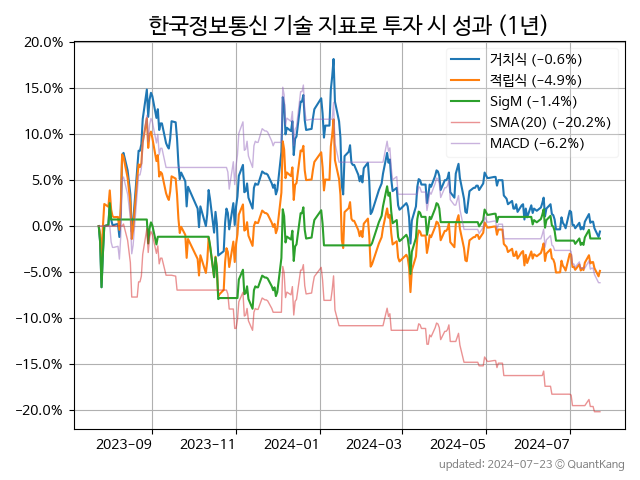 한국정보통신 기술 지표로 투자 시 성과 (1년)
20.0%
15.0%
10.0%
5.0%
0.0%
−5.0%
−10.0%
−15.0%
−20.0%
거치식 (−0.6%)
적립식 (−4.9%)
SigM (−1.4%)
SMA(20) (−20.2%)
MACD (−6.2%)
2023-09
2023-11
2024-01
2024-03
2024-05
2024-07
updated: 2024-07-23 © QuantKang